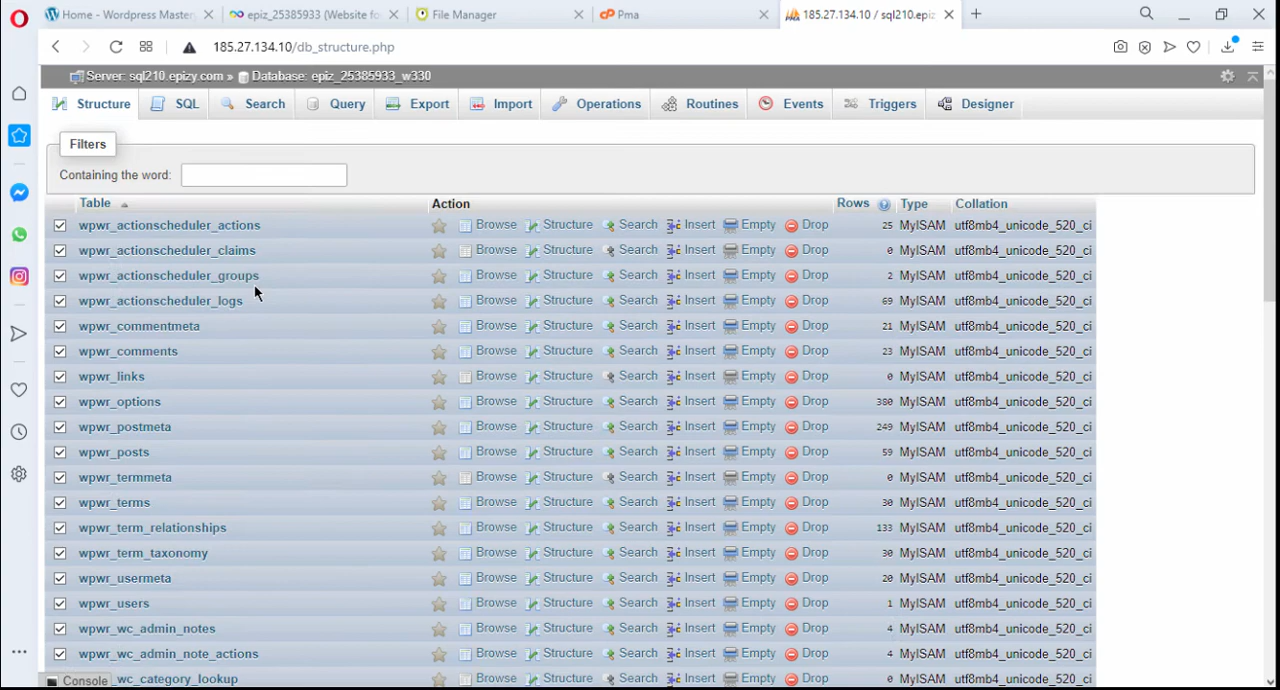 Home - Wordpress Master epiz_25385933 (Website fo File Manager Pma 185.27.134.10 / sql210.epiz
185.27.134.10/db_structure.php
Server: sql210.epizy.com » Database: epiz_25385933_w330
Structure SQL Search Query Export Import Operations Routines Events Triggers Designer
Filters
Containing the word:
Table Action Rows Type Collation
wpwr_actionscheduler_actions Browse Structure Search Insert Empty Drop 25 MyISAM utf8mb4_unicode_520_ci
wpwr_actionscheduler_claims Browse Structure Search Insert Empty Drop 0 MyISAM utf8mb4_unicode_520_ci
wpwr_actionscheduler_groups Browse Structure Search Insert Empty Drop 2 MyISAM utf8mb4_unicode_520_ci
wpwr_actionscheduler_logs Browse Structure Search Insert Empty Drop 69 MyISAM utf8mb4_unicode_520_ci
wpwr_commentmeta Browse Structure Search Insert Empty Drop 21 MyISAM utf8mb4_unicode_520_ci
wpwr_comments Browse Structure Search Insert Empty Drop 23 MyISAM utf8mb4_unicode_520_ci
wpwr_links Browse Structure Search Insert Empty Drop 0 MyISAM utf8mb4_unicode_520_ci
wpwr_options Browse Structure Search Insert Empty Drop 380 MyISAM utf8mb4_unicode_520_ci
wpwr_postmeta Browse Structure Search Insert Empty Drop 249 MyISAM utf8mb4_unicode_520_ci
wpwr_posts Browse Structure Search Insert Empty Drop 59 MyISAM utf8mb4_unicode_520_ci
wpwr_termmeta Browse Structure Search Insert Empty Drop 0 MyISAM utf8mb4_unicode_520_ci
wpwr_terms Browse Structure Search Insert Empty Drop 30 MyISAM utf8mb4_unicode_520_ci
wpwr_term_relationships Browse Structure Search Insert Empty Drop 133 MyISAM utf8mb4_unicode_520_ci
wpwr_term_taxonomy Browse Structure Search Insert Empty Drop 30 MyISAM utf8mb4_unicode_520_ci
wpwr_usermeta Browse Structure Search Insert Empty Drop 20 MyISAM utf8mb4_unicode_520_ci
wpwr_users Browse Structure Search Insert Empty Drop 1 MyISAM utf8mb4_unicode_520_ci
wpwr_wc_admin_notes Browse Structure Search Insert Empty Drop 4 MyISAM utf8mb4_unicode_520_ci
wpwr_wc_admin_note_actions Browse Structure Search Insert Empty Drop 4 MyISAM utf8mb4_unicode_520_ci
Console _wc_category_lookup Browse Structure Search Insert Empty Drop 0 MyISAM utf8mb4_unicode_520_ci